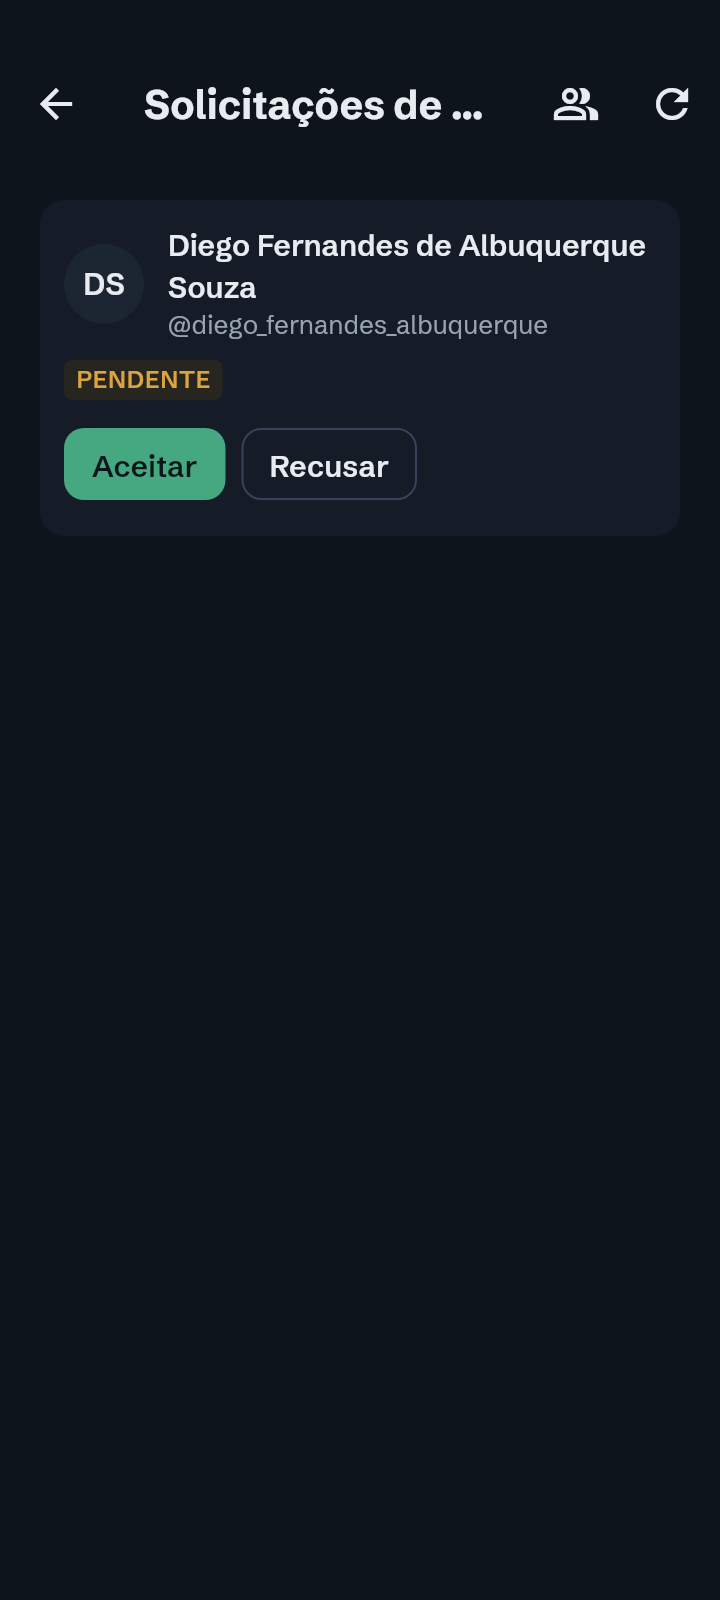 Solicitações de ...
DS
Diego Fernandes de Albuquerque
Souza
@diego_fernandes_albuquerque
PENDENTE
Aceitar
Recusar